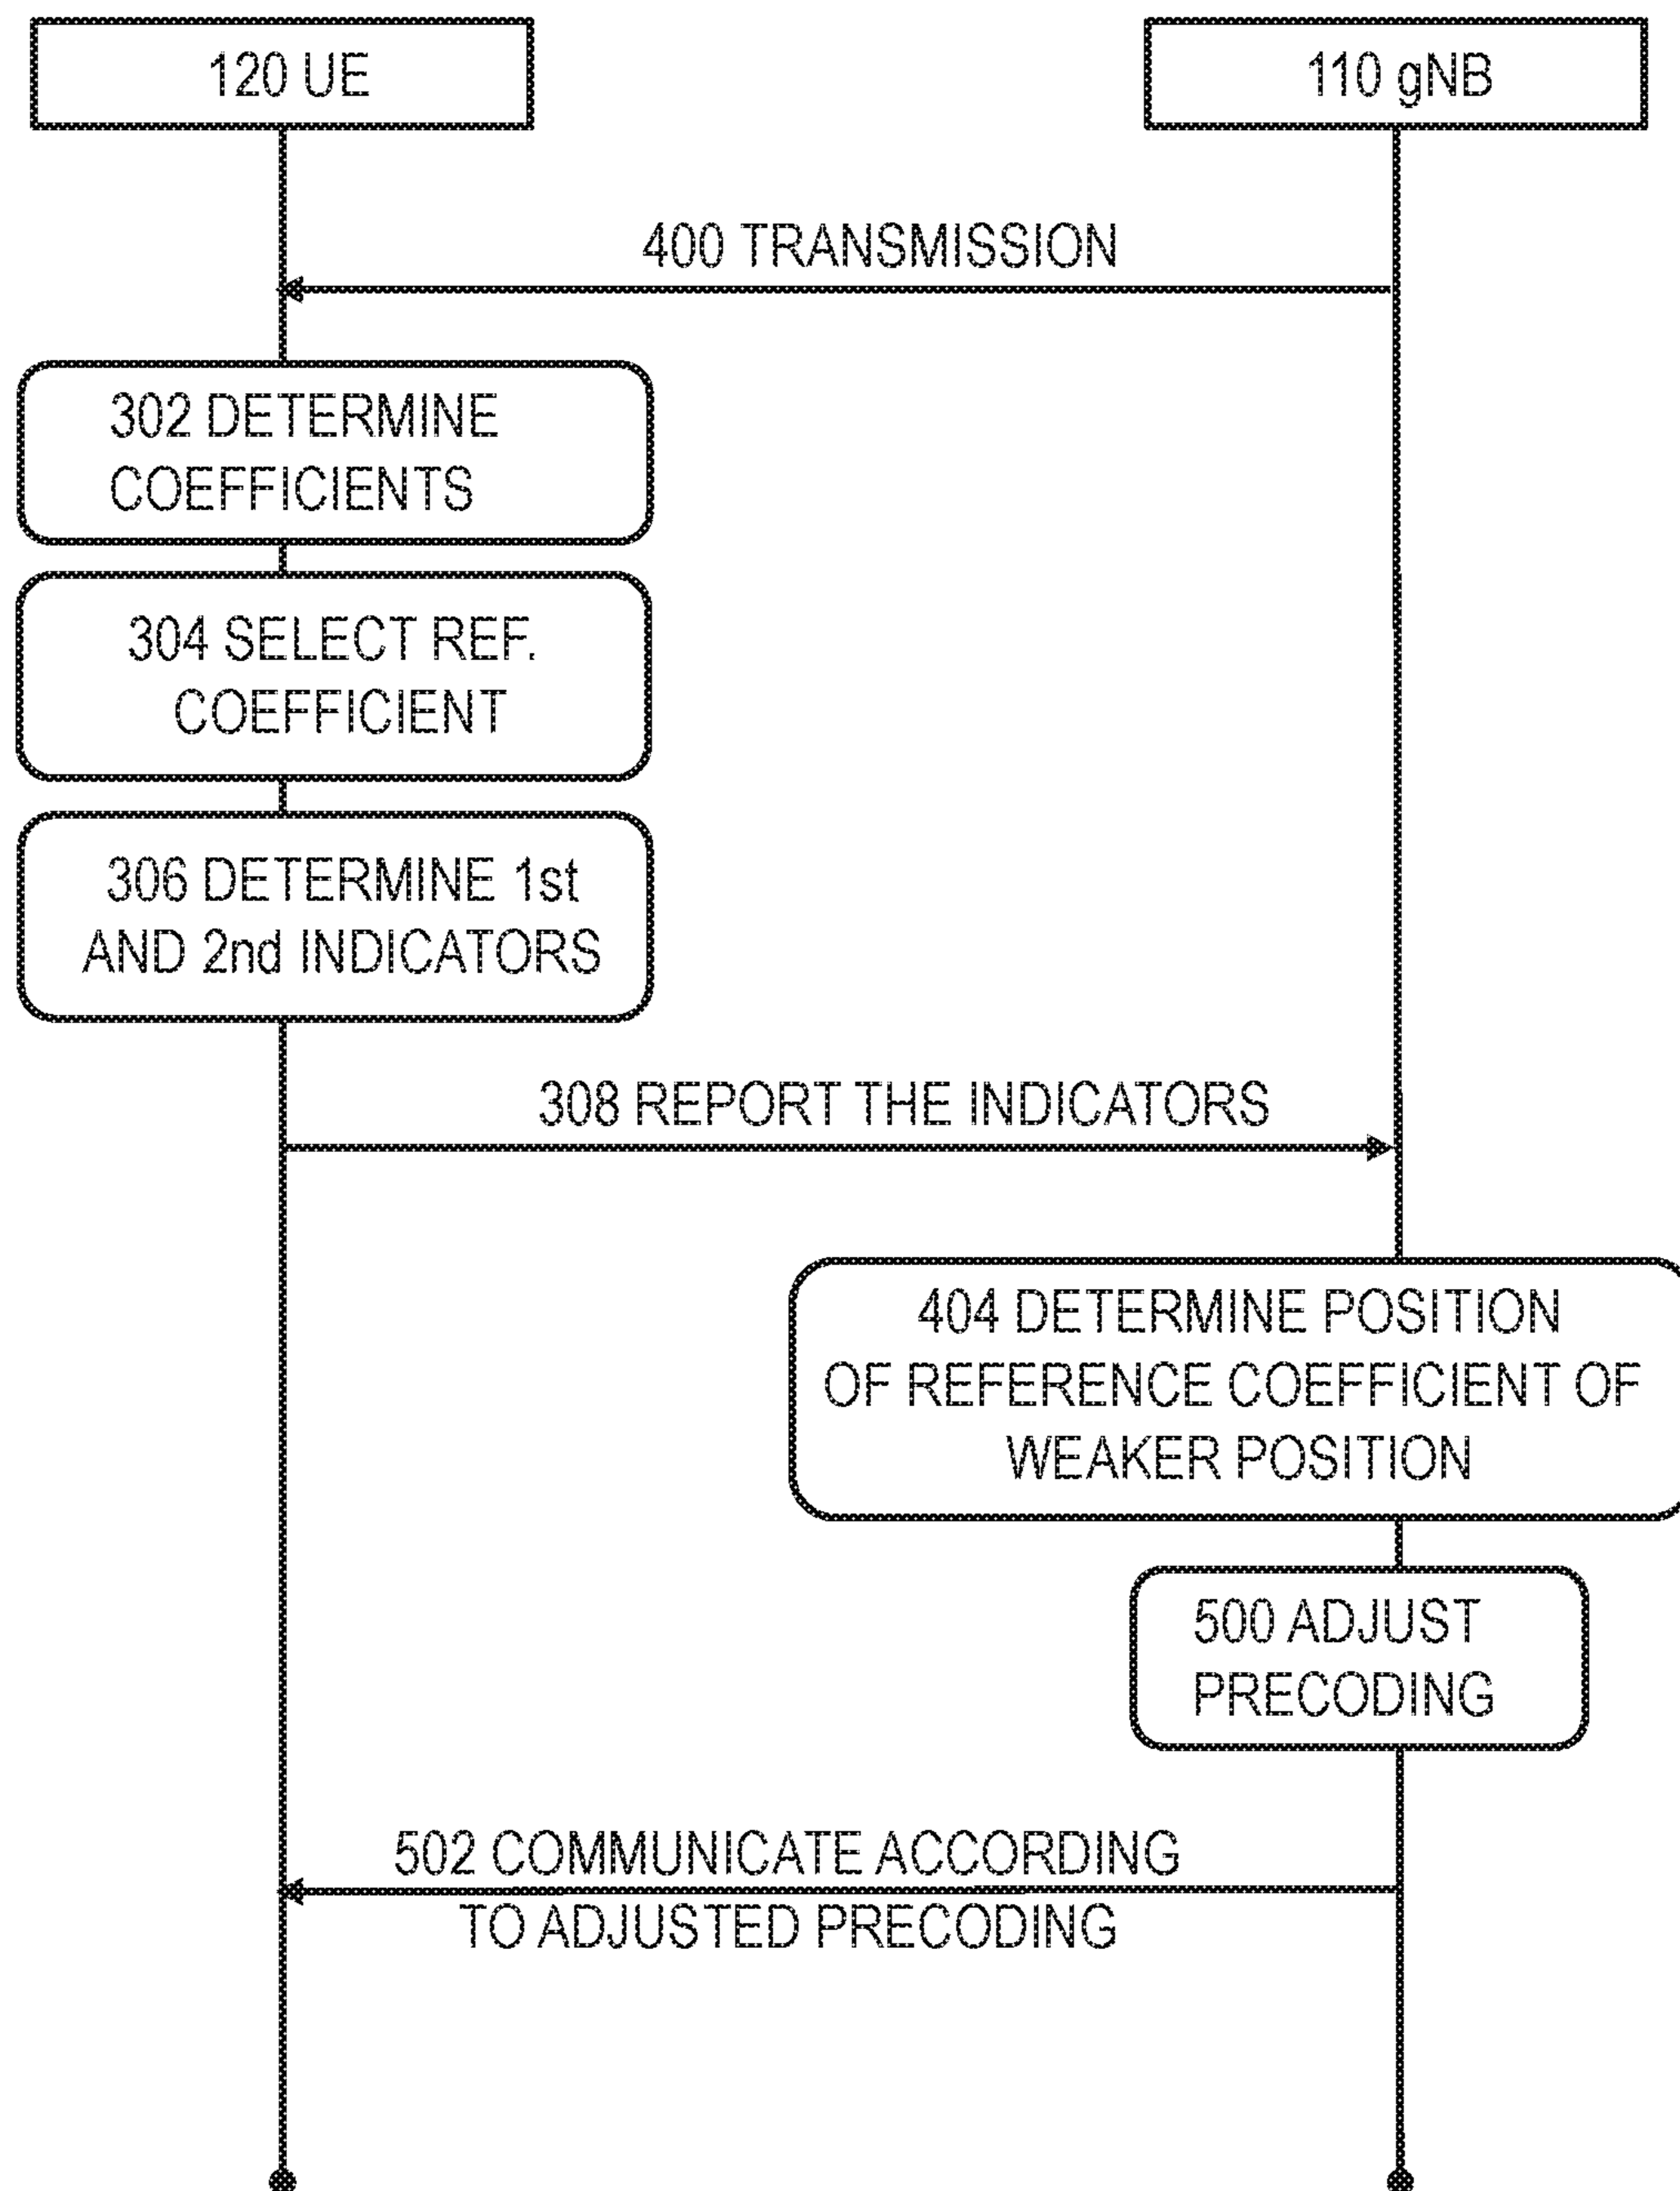 120 UE
110 gNB
400 TRANSMISSION
302 DETERMINE
COEFFICIENTS
304 SELECT REF.
COEFFICIENT
306 DETERMINE 1st
AND 2nd INDICATORS
308 REPORT THE INDICATORS
404 DETERMINE POSITION
OF REFERENCE COEFFICIENT OF
WEAKER POSITION
500 ADJUST
PRECODING
502 COMMUNICATE ACCORDING
TO ADJUSTED PRECODING